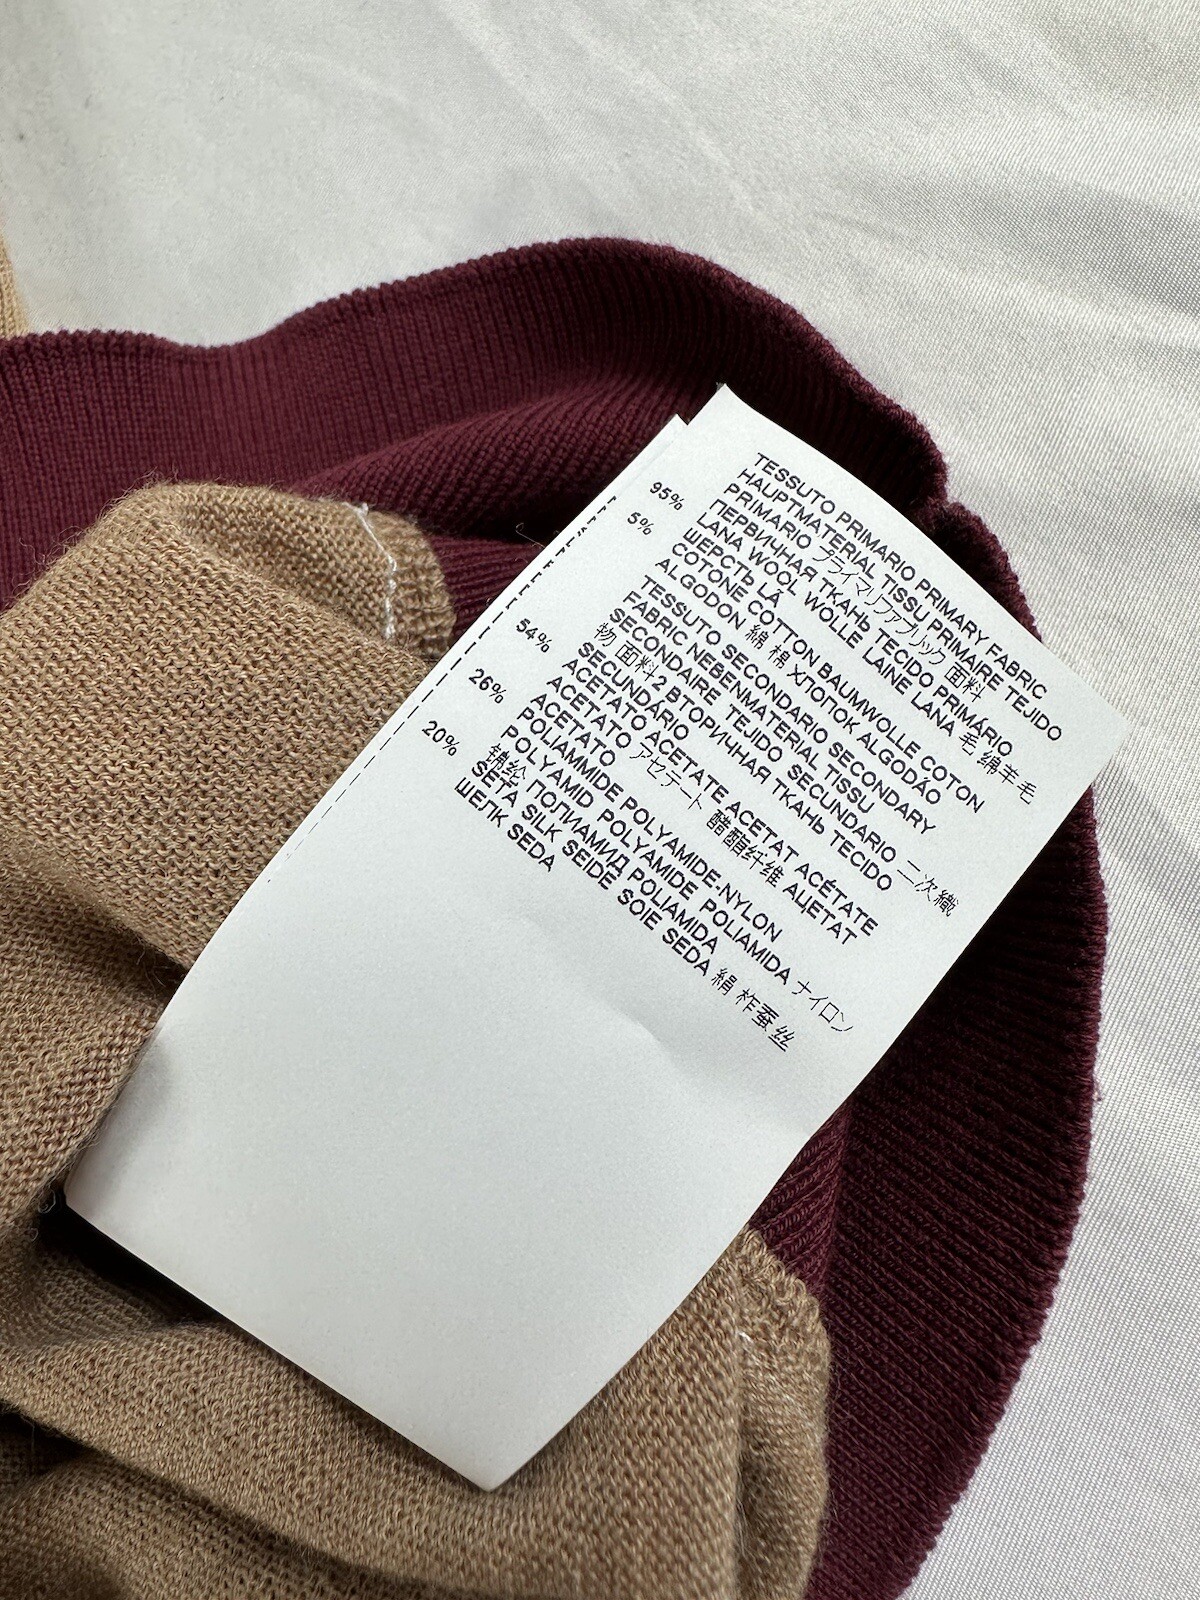 TESSUTO PRIMARIO PRIMARY FABRIC
HAUPTMATERIAL TISSU PRIMAIRE TEJIDO
PRIMARIO プライマリファブリック 面料
ПЕРВИЧНАЯ ТКАНЬ TECIDO PRIMÁRIO
95% LANA WOOL WOLLE LAINE LANA 毛 绵羊毛
ШЕРСТЬ LÃ
5% COTONE COTTON BAUMWOLLE COTON
ALGODON 綿 棉 ХЛОПОК ALGODÃO
TESSUTO SECONDARIO SECONDARY
FABRIC NEBENMATERIAL TISSU
SECONDAIRE TEJIDO SECUNDARIO 二次織
物 面料2 ВТОРИЧНАЯ ТКАНЬ TECIDO
SECUNDÁRIO
54% ACETATO ACETATE ACETAT ACÉTATE
ACETATO アセテート 醋酯纤维 АЦЕТАТ
ACETATO
26% POLIAMMIDE POLYAMIDE-NYLON
POLYAMID POLYAMIDE POLIAMIDA ナイロン
锦纶 ПОЛИАМИД POLIAMIDA
20% SETA SILK SEIDE SOIE SEDA 絹 柞蚕丝
ШЕЛК SEDA